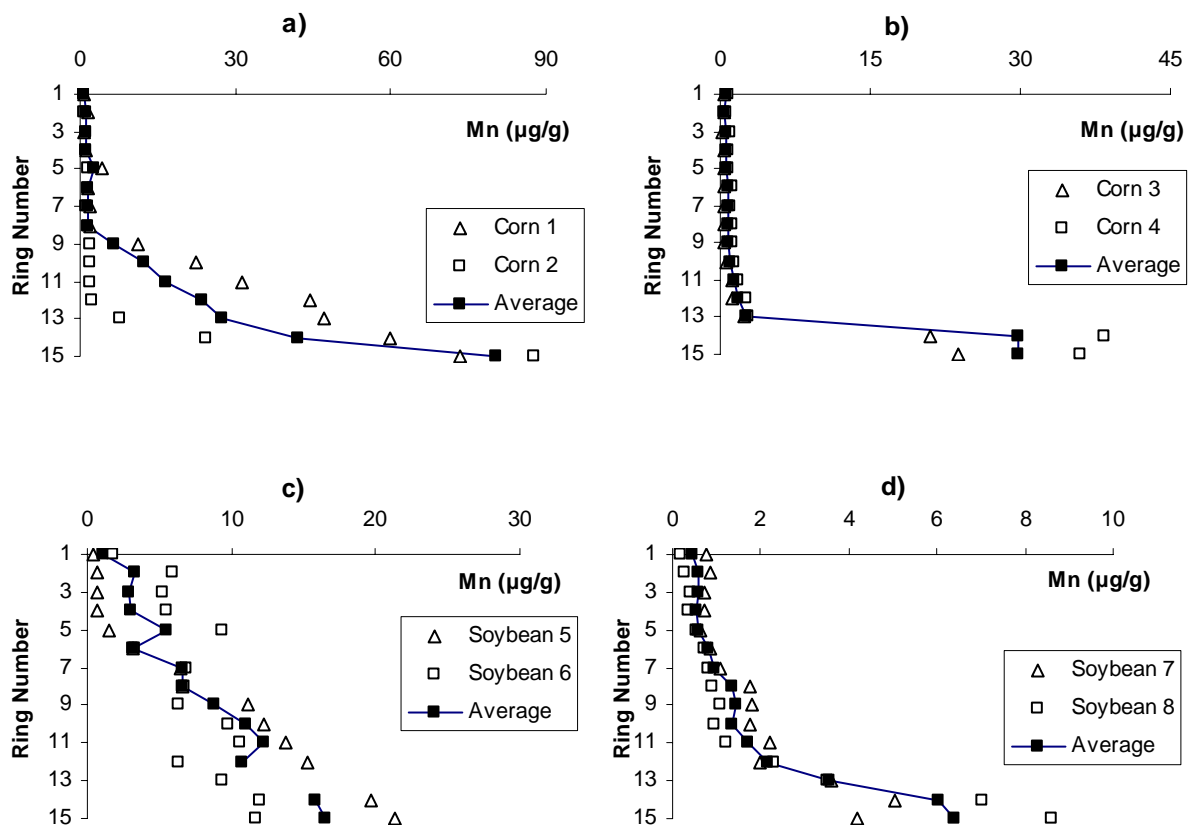 a)
0 30 60 90
1
3
5
7
9
11
13
15
Ring Number
Mn (µg/g)
Corn 1
Corn 2
Average
b)
0 15 30 45
1
3
5
7
9
11
13
15
Ring Number
Mn (µg/g)
Corn 3
Corn 4
Average
c)
0 10 20 30
1
3
5
7
9
11
13
15
Ring Number
Mn (µg/g)
Soybean 5
Soybean 6
Average
d)
0 2 4 6 8 10
1
3
5
7
9
11
13
15
Ring Number
Mn (µg/g)
Soybean 7
Soybean 8
Average